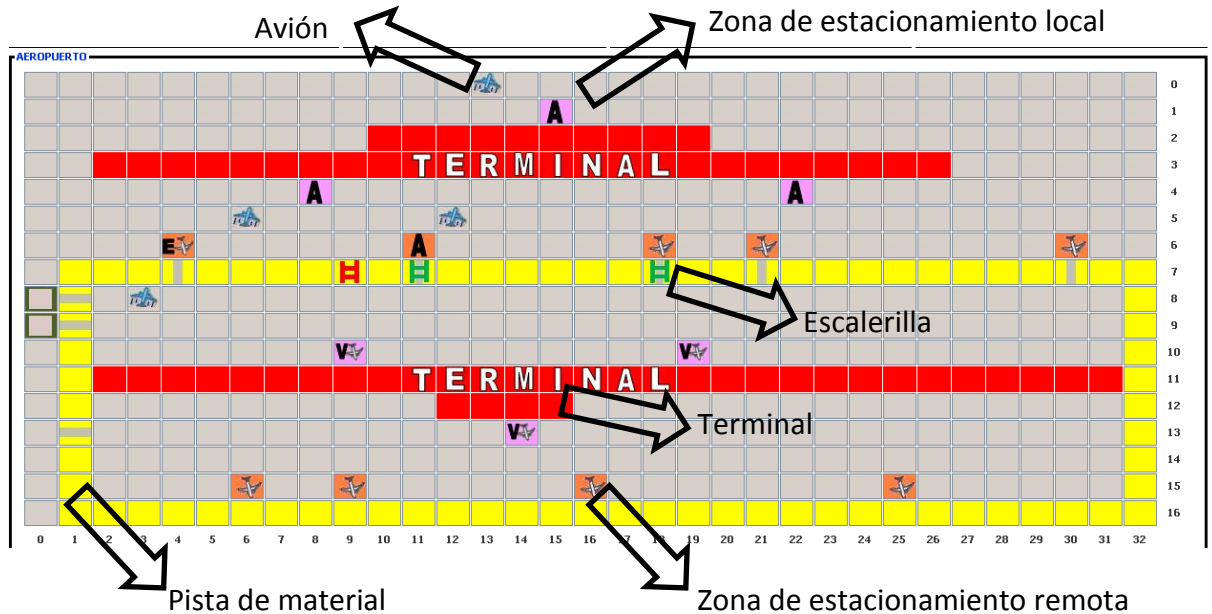 Avión
Zona de estacionamiento local
AEROPUERTO
0
A
1
2
TERMINAL
3
A A
4
5
E A
6
7
Escalerilla
8
9
V V
10
TERMINAL
11
12
Terminal
V
13
14
15
16
0 1 2 3 4 5 6 7 8 9 10 11 12 13 14 15 16 17 18 19 20 21 22 23 24 25 26 27 28 29 30 31 32
Pista de material
Zona de estacionamiento remota